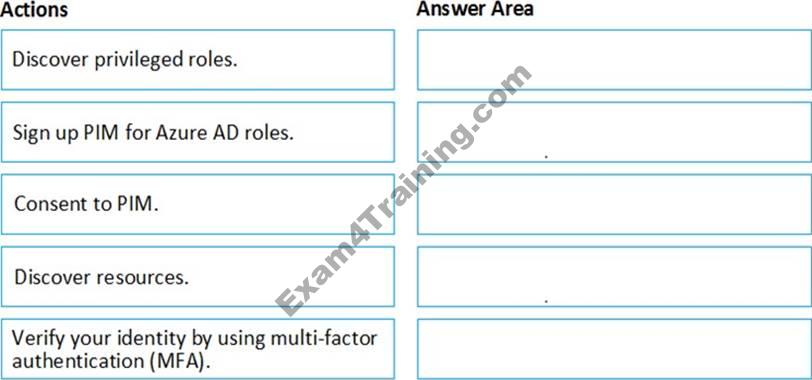 Actions
Answer Area
Discover privileged roles.
Sign up PIM for Azure AD roles.
Consent to PIM.
Discover resources.
Verify your identity by using multi-factor
authentication (MFA).
Exam4Training.com